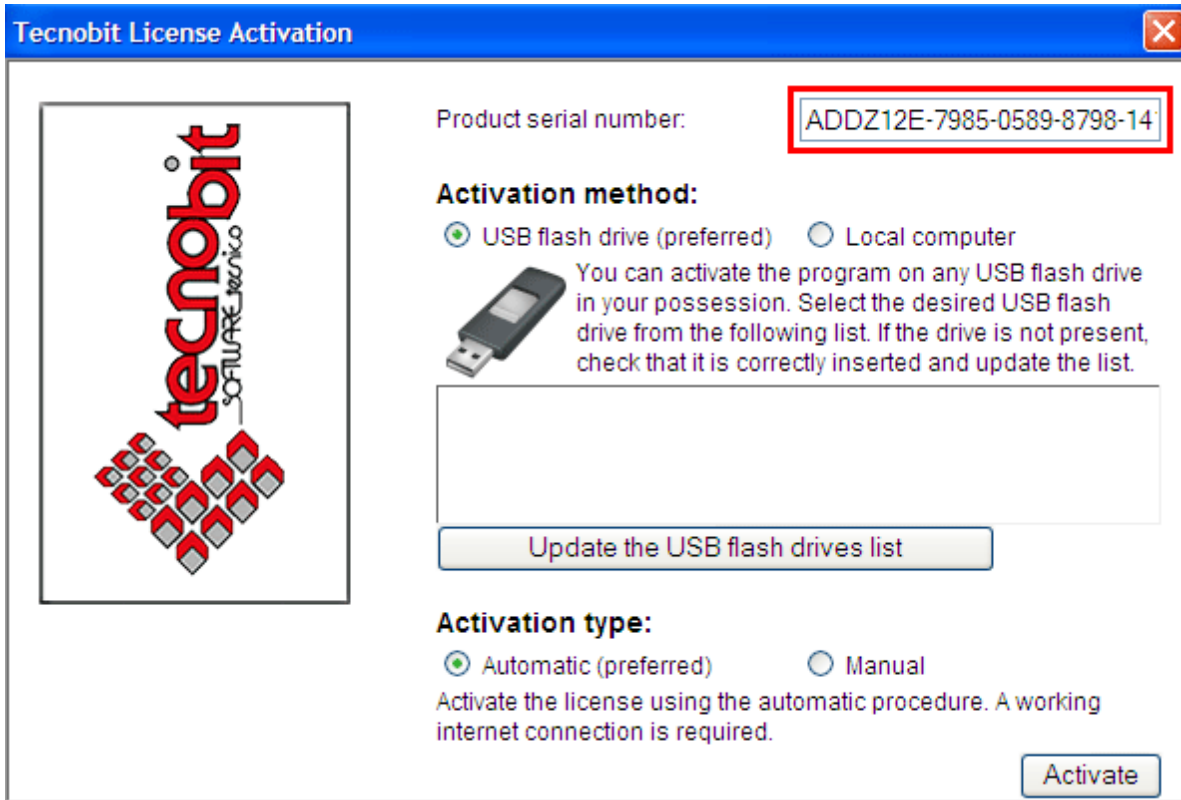 Tecnobit License Activation
tecnobit
SOFTWARE tecnico
Product serial number:
ADDZ12E-7985-0589-8798-14
Activation method:
USB flash drive (preferred)
Local computer
You can activate the program on any USB flash drive
in your possession. Select the desired USB flash
drive from the following list. If the drive is not present,
check that it is correctly inserted and update the list.
Update the USB flash drives list
Activation type:
Automatic (preferred)
Manual
Activate the license using the automatic procedure. A working
internet connection is required.
Activate